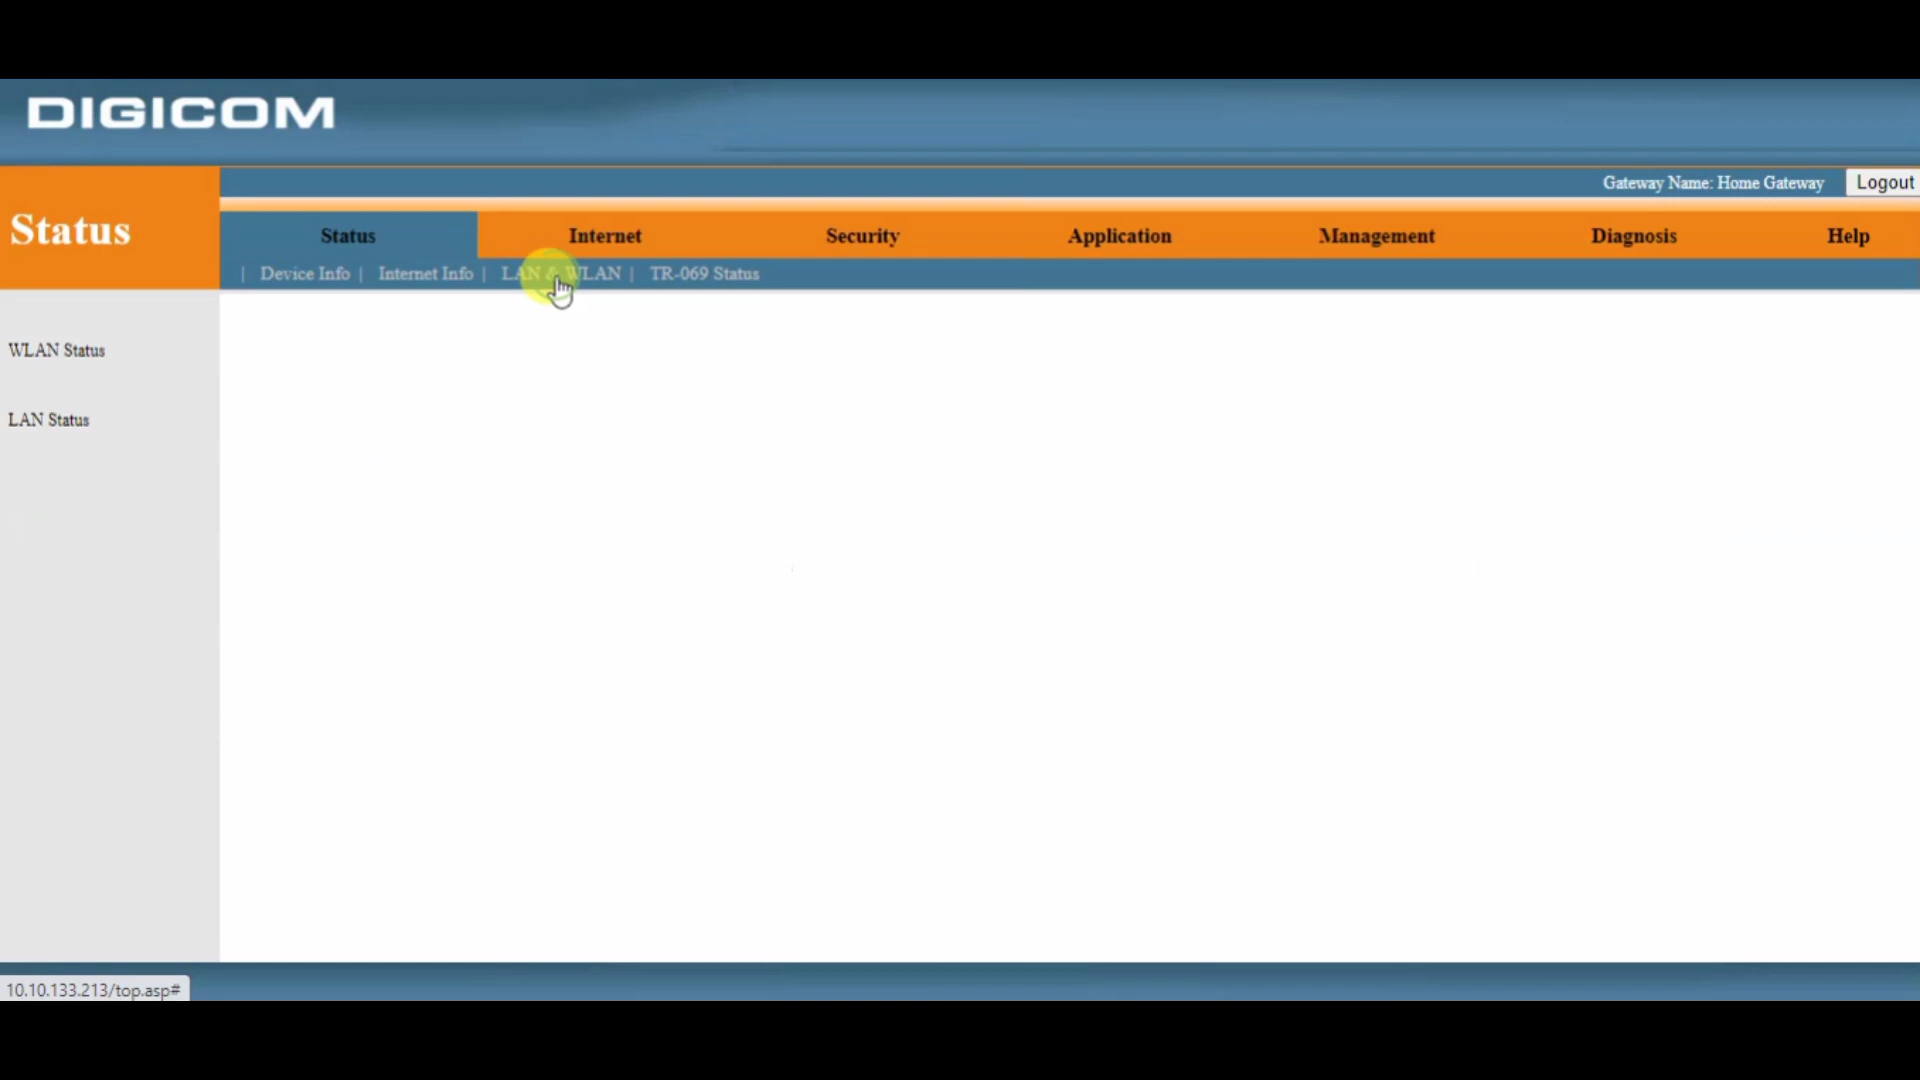 DIGICOM
Gateway Name: Home Gateway Logout
Status
Status Internet Security Application Management Diagnosis Help
| Device Info | Internet Info | LAN & WLAN | TR-069 Status
WLAN Status
LAN Status
10.10.133.213/top.asp#